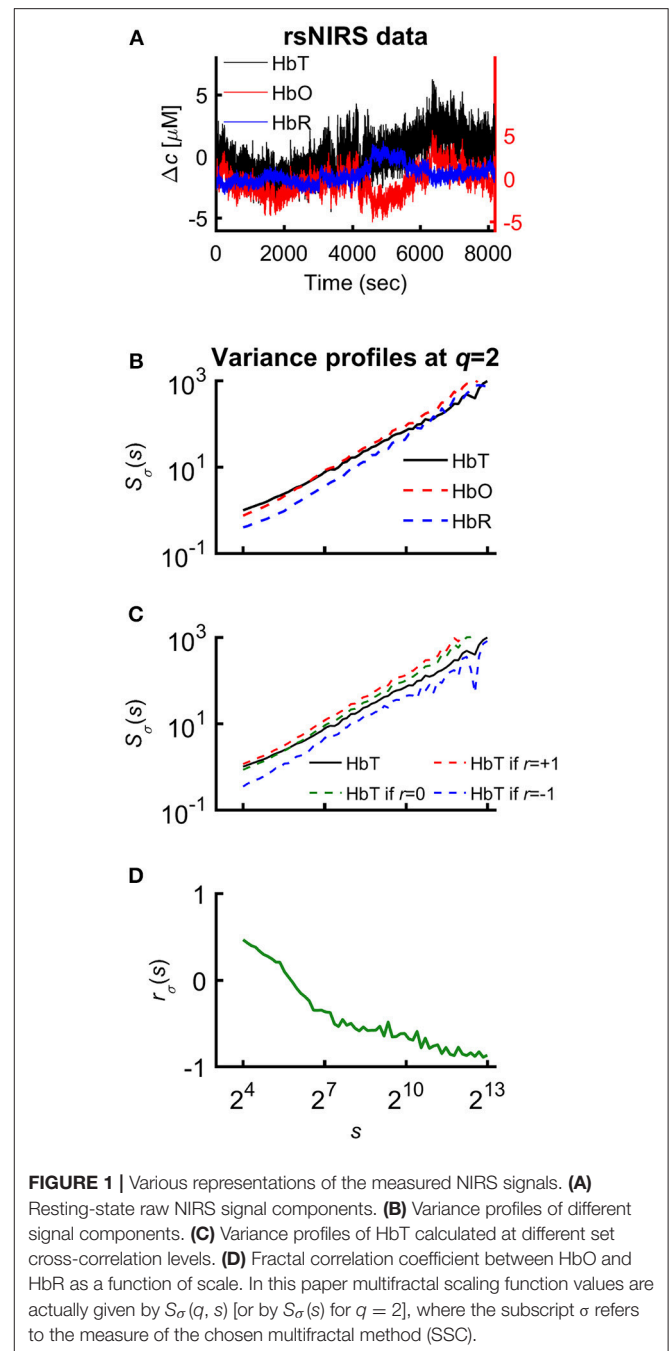 A
rsNIRS data
HbT
HbO
HbR
Δc [μM]
5
0
-5
5
0
-5
0 2000 4000 6000 8000
Time (sec)
B
Variance profiles at q=2
S_σ(s)
10^3
10^1
10^-1
HbT
HbO
HbR
C
S_σ(s)
10^3
10^1
10^-1
HbT
HbT if r=+1
HbT if r=0
HbT if r=-1
D
r_σ(s)
1
0
-1
2^4 2^7 2^10 2^13
s
FIGURE 1 | Various representations of the measured NIRS signals. (A)
Resting-state raw NIRS signal components. (B) Variance profiles of different
signal components. (C) Variance profiles of HbT calculated at different set
cross-correlation levels. (D) Fractal correlation coefficient between HbO and
HbR as a function of scale. In this paper multifractal scaling function values are
actually given by S_σ(q, s) [or by S_σ(s) for q = 2], where the subscript σ refers
to the measure of the chosen multifractal method (SSC).